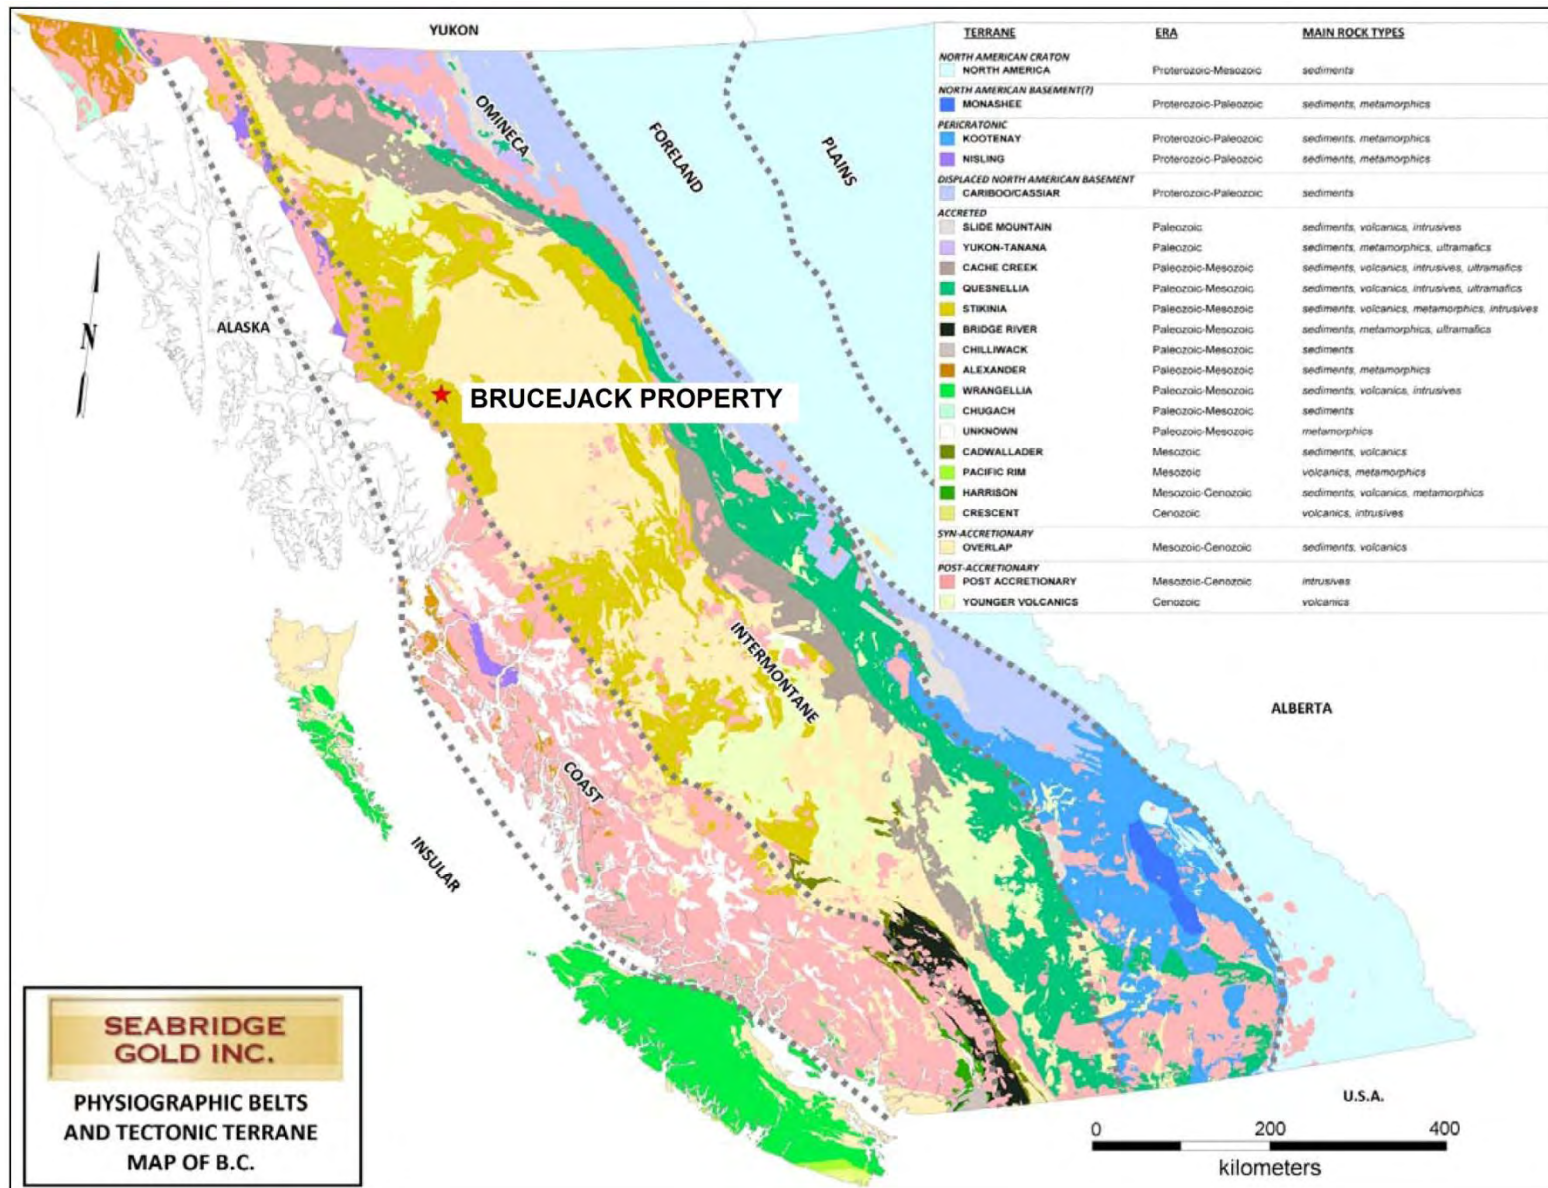 YUKON
OMINECA
FORELAND
PLAINS
ALASKA
N
BRUCEJACK PROPERTY
INTERMONTANE
COAST
INSULAR
ALBERTA
U.S.A.
TERRANE ERA MAIN ROCK TYPES
NORTH AMERICAN CRATON
NORTH AMERICA Proterozoic-Mesozoic sediments
NORTH AMERICAN BASEMENT(?)
MONASHEE Proterozoic-Paleozoic sediments, metamorphics
PERICRATONIC
KOOTENAY Proterozoic-Paleozoic sediments, metamorphics
NISLING Proterozoic-Paleozoic sediments, metamorphics
DISPLACED NORTH AMERICAN BASEMENT
CARIBOO/CASSIAR Proterozoic-Paleozoic sediments
ACCRETED
SLIDE MOUNTAIN Paleozoic sediments, volcanics, intrusives
YUKON-TANANA Paleozoic sediments, metamorphics, ultramafics
CACHE CREEK Paleozoic-Mesozoic sediments, volcanics, intrusives, ultramafics
QUESNELLIA Paleozoic-Mesozoic sediments, volcanics, intrusives, ultramafics
STIKINIA Paleozoic-Mesozoic sediments, volcanics, metamorphics, intrusives
BRIDGE RIVER Paleozoic-Mesozoic sediments, metamorphics, ultramafics
CHILLIWACK Paleozoic-Mesozoic sediments
ALEXANDER Paleozoic-Mesozoic sediments, metamorphics
WRANGELLIA Paleozoic-Mesozoic sediments, volcanics, intrusives
CHUGACH Paleozoic-Mesozoic sediments
UNKNOWN Paleozoic-Mesozoic metamorphics
CADWALLADER Mesozoic sediments, volcanics
PACIFIC RIM Mesozoic volcanics, metamorphics
HARRISON Mesozoic-Cenozoic sediments, volcanics, metamorphics
CRESCENT Cenozoic volcanics, intrusives
SYN-ACCRETIONARY
OVERLAP Mesozoic-Cenozoic sediments, volcanics
POST-ACCRETIONARY
POST ACCRETIONARY Mesozoic-Cenozoic intrusives
YOUNGER VOLCANICS Cenozoic volcanics
SEABRIDGE
GOLD INC.
PHYSIOGRAPHIC BELTS
AND TECTONIC TERRANE
MAP OF B.C.
0 200 400
kilometers